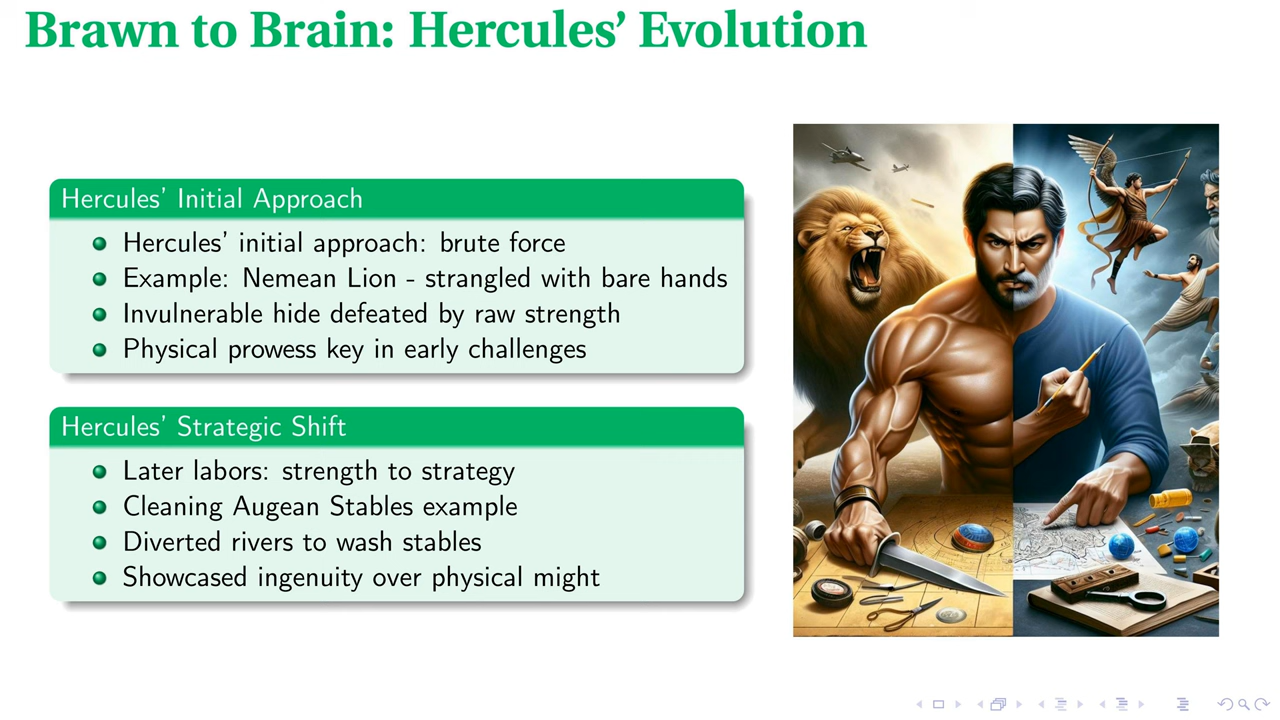 Brawn to Brain: Hercules’ Evolution
Hercules’ Initial Approach
Hercules’ initial approach: brute force
Example: Nemean Lion - strangled with bare hands
Invulnerable hide defeated by raw strength
Physical prowess key in early challenges
Hercules’ Strategic Shift
Later labors: strength to strategy
Cleaning Augean Stables example
Diverted rivers to wash stables
Showcased ingenuity over physical might